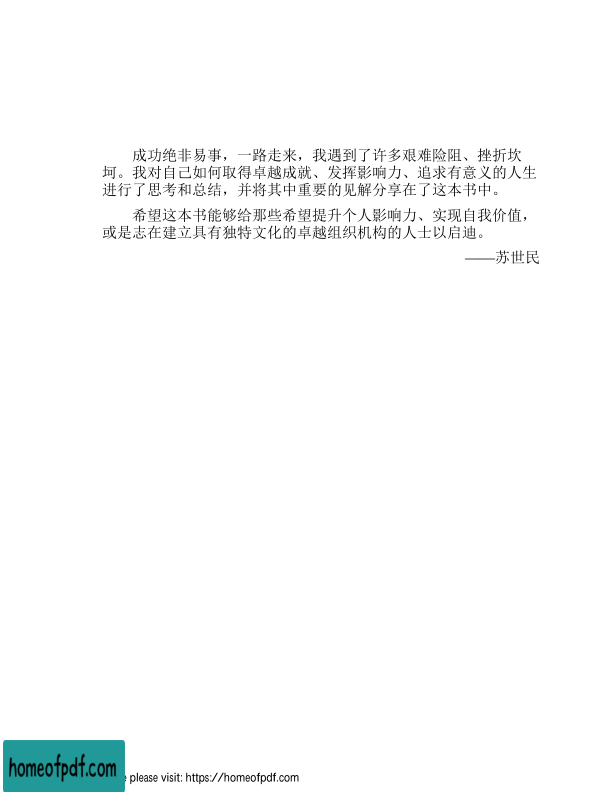 成功绝非易事，一路走来，我遇到了许多艰难险阻、挫折坎
坷。我对自己如何取得卓越成就、发挥影响力、追求有意义的人生
进行了思考和总结，并将其中重要的见解分享在了这本书中。
希望这本书能够给那些希望提升个人影响力、实现自我价值，
或是志在建立具有独特文化的卓越组织机构的人士以启迪。
——苏世民
homeofpdf.com
please visit: https://homeofpdf.com